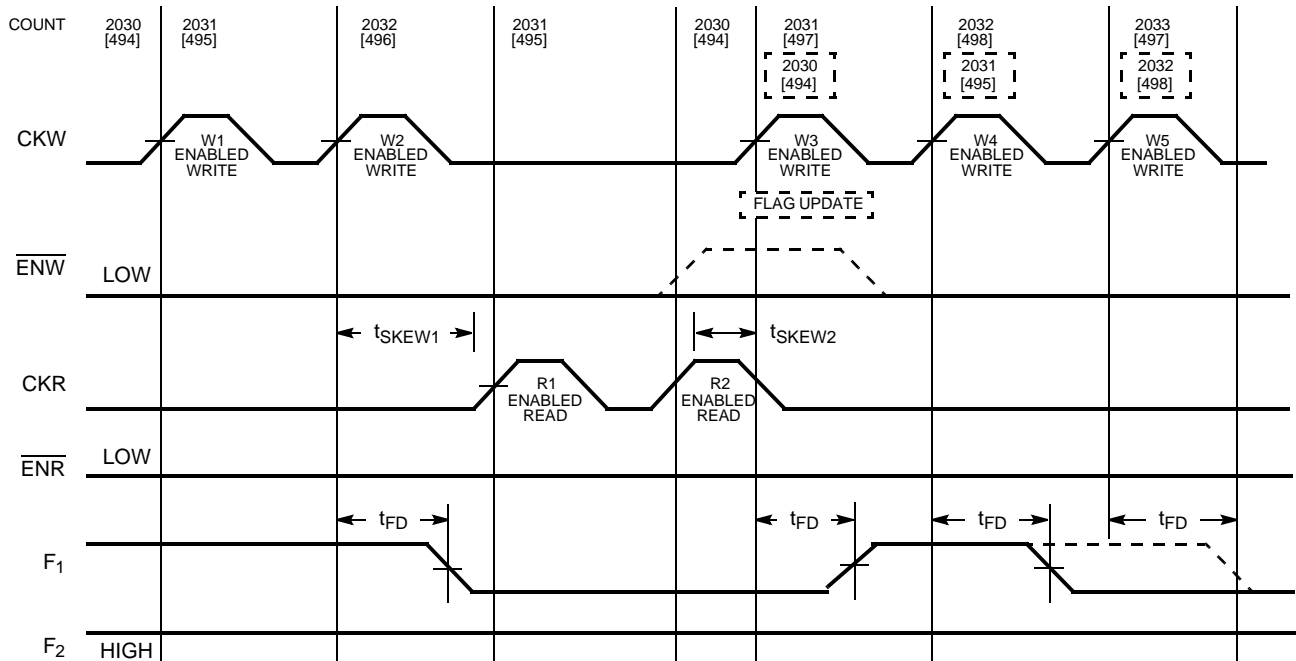 COUNT 2030 2031 2032 2031 2030 2031 2032 2033
[494] [495] [496] [495] [494] [497] [498] [497]
2030 2031 2032
[494] [495] [498]
CKW
W1 ENABLED WRITE
W2 ENABLED WRITE
W3 ENABLED WRITE
W4 ENABLED WRITE
W5 ENABLED WRITE
FLAG UPDATE
ENW LOW
tSKEW1 tSKEW2
CKR
R1 ENABLED READ
R2 ENABLED READ
ENR LOW
tFD tFD tFD tFD
F1
F2 HIGH